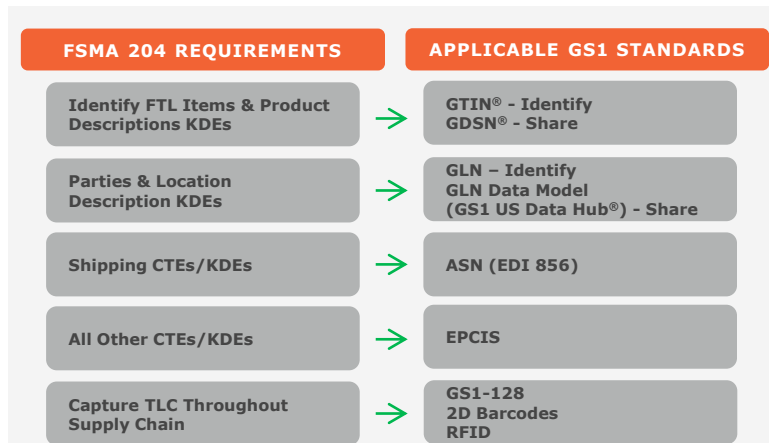 FSMA 204 REQUIREMENTS
APPLICABLE GS1 STANDARDS
Identify FTL Items & Product
Descriptions KDEs
GTIN® - Identify
GDSN® - Share
Parties & Location
Description KDEs
GLN – Identify
GLN Data Model
(GS1 US Data Hub®) - Share
Shipping CTEs/KDEs
ASN (EDI 856)
All Other CTEs/KDEs
EPCIS
Capture TLC Throughout
Supply Chain
GS1-128
2D Barcodes
RFID